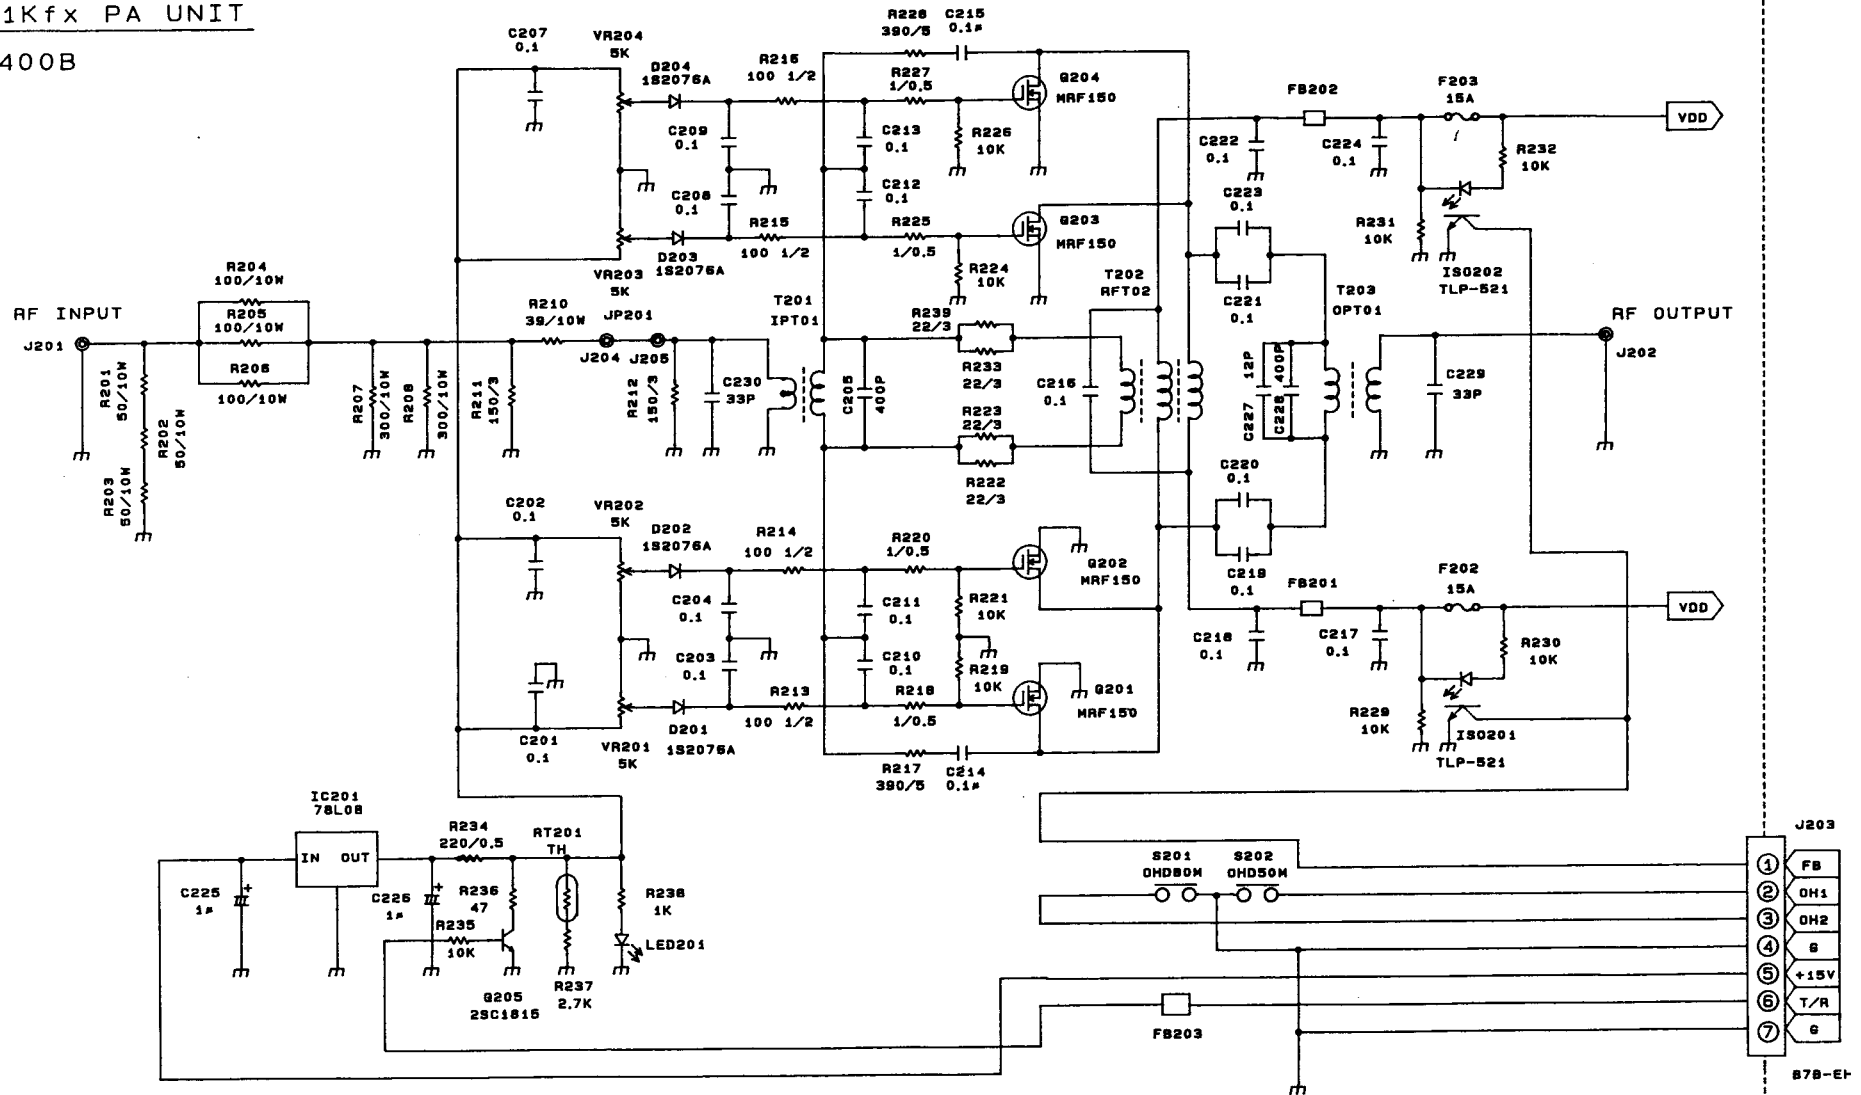 1Kfx PA UNIT
400B
C207
0.1
VR204
5K
D204
1S2076A
R216
100 1/2
R228
390/5
C215
0.1μ
R227
1/0.5
Q204
MRF150
C209
0.1
C213
0.1
R226
10K
C208
0.1
C212
0.1
R215
100 1/2
R225
1/0.5
Q203
MRF150
D203
1S2076A
VR203
5K
R224
10K
FB202
F203
15A
VDD
C222
0.1
C224
0.1
R232
10K
C223
0.1
R231
10K
ISO202
TLP-521
C221
0.1
RF INPUT
J201
R204
100/10W
R205
100/10W
R206
100/10W
R201
50/10W
R202
50/10W
R203
50/10W
R207
300/10W
R208
300/10W
R211
150/3
R210
39/10W
JP201
J204
J205
R212
150/3
C230
33P
T201
IPT01
C205
400P
R239
22/3
R233
22/3
R223
22/3
R222
22/3
T202
RFT02
C216
0.1
T203
OPT01
C227
12P
C228
400P
C229
33P
RF OUTPUT
J202
C220
0.1
C219
0.1
C202
0.1
VR202
5K
D202
1S2076A
R214
100 1/2
R220
1/0.5
Q202
MRF150
C204
0.1
C211
0.1
R221
10K
C203
0.1
C210
0.1
R219
10K
R213
100 1/2
R218
1/0.5
Q201
MRF150
C201
0.1
VR201
5K
D201
1S2076A
R217
390/5
C214
0.1μ
FB201
F202
15A
VDD
C218
0.1
C217
0.1
R230
10K
R229
10K
ISO201
TLP-521
IC201
78L08
IN OUT
C225
1μ
C226
1μ
R234
220/0.5
R236
47
R235
10K
Q205
2SC1815
RT201
TH
R237
2.7K
R238
1K
LED201
S201
OHD80M
S202
OHD50M
FB203
J203
1 FB
2 OH1
3 OH2
4 G
5 +15V
6 T/R
7 G
B7B-EH